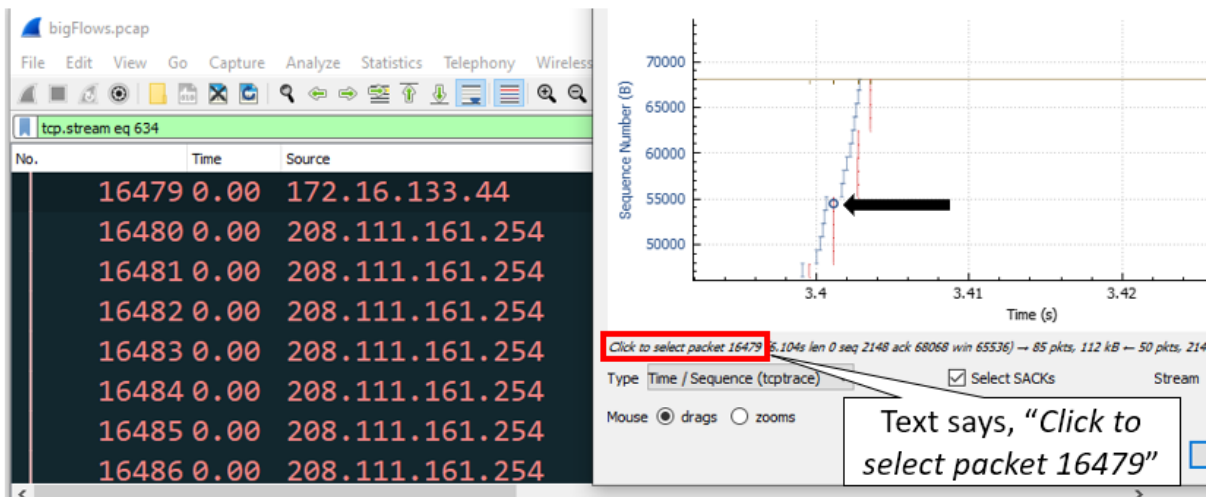 bigFlows.pcap
File Edit View Go Capture Analyze Statistics Telephony Wireless
tcp.stream eq 634
No. Time Source
16479 0.00 172.16.133.44
16480 0.00 208.111.161.254
16481 0.00 208.111.161.254
16482 0.00 208.111.161.254
16483 0.00 208.111.161.254
16484 0.00 208.111.161.254
16485 0.00 208.111.161.254
16486 0.00 208.111.161.254
Sequence Number (B)
70000
65000
60000
55000
50000
3.4 3.41 3.42
Time (s)
Click to select packet 16479 .104s len 0 seq 2148 ack 68068 win 65536) → 85 pkts, 112 kB ← 50 pkts, 214
Type Time / Sequence (tcptrace) Select SACKs Stream
Mouse drags zooms
Text says, “Click to
select packet 16479”